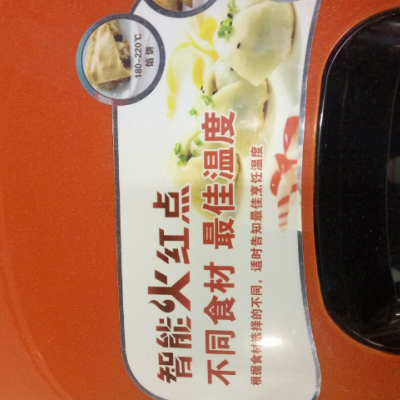 180-220℃
馅饼
智能火红点
不同食材 最佳温度
根据食材选择的不同，适时告知最佳烹饪温度